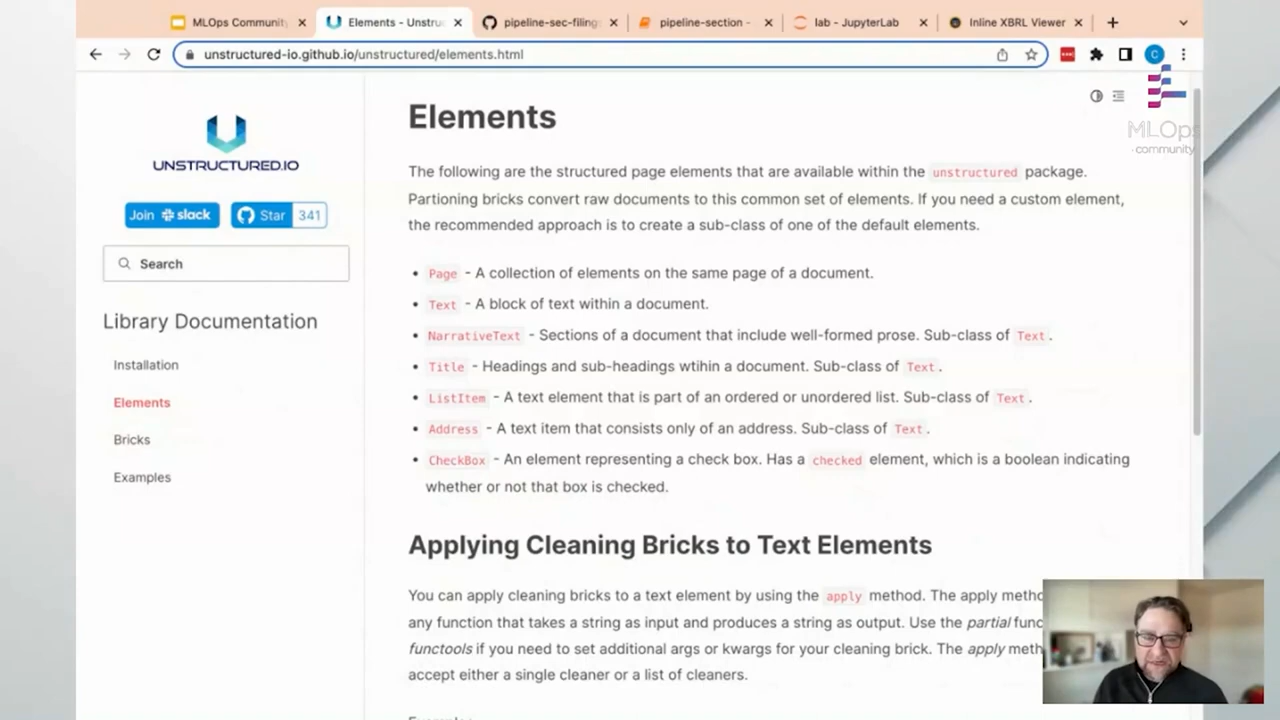 MLOps Community
Elements - Unstru
pipeline-sec-filings
pipeline-section -
lab - JupyterLab
Inline XBRL Viewer
unstructured-io.github.io/unstructured/elements.html
C
MLOps
.community
UNSTRUCTURED.IO
Join slack
Star 341
Search
Library Documentation
Installation
Elements
Bricks
Examples
Elements
The following are the structured page elements that are available within the unstructured package.
Partioning bricks convert raw documents to this common set of elements. If you need a custom element,
the recommended approach is to create a sub-class of one of the default elements.
• Page - A collection of elements on the same page of a document.
• Text - A block of text within a document.
• NarrativeText - Sections of a document that include well-formed prose. Sub-class of Text.
• Title - Headings and sub-headings wtihin a document. Sub-class of Text.
• ListItem - A text element that is part of an ordered or unordered list. Sub-class of Text.
• Address - A text item that consists only of an address. Sub-class of Text.
• CheckBox - An element representing a check box. Has a checked element, which is a boolean indicating
whether or not that box is checked.
Applying Cleaning Bricks to Text Elements
You can apply cleaning bricks to a text element by using the apply method. The apply metho
any function that takes a string as input and produces a string as output. Use the partial func
functools if you need to set additional args or kwargs for your cleaning brick. The apply meth
accept either a single cleaner or a list of cleaners.